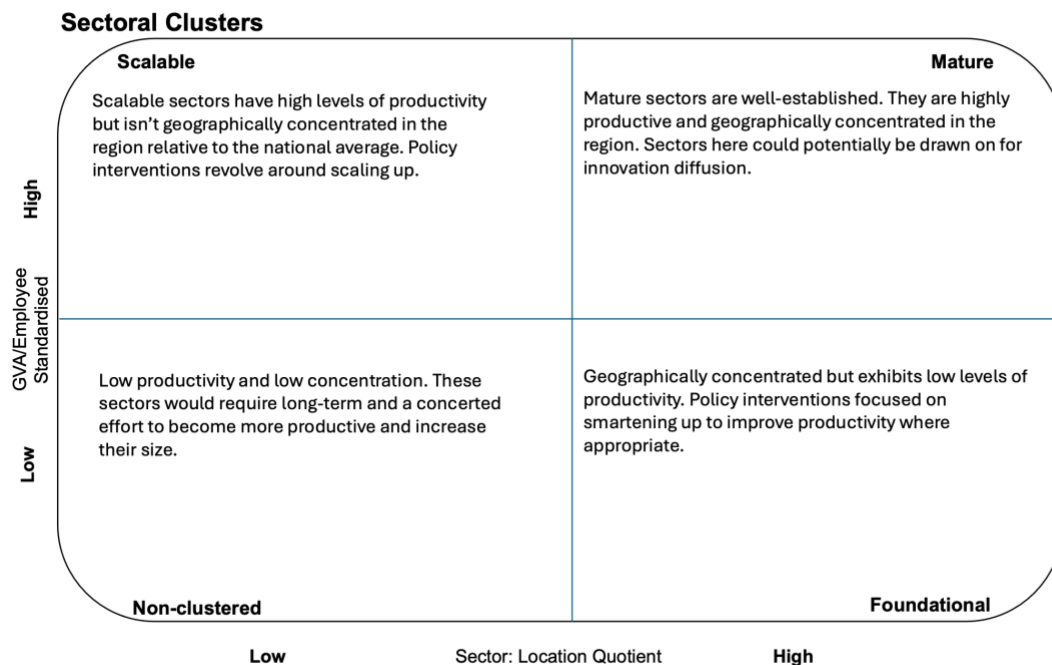 Sectoral Clusters
Scalable
Scalable sectors have high levels of productivity
but isn't geographically concentrated in the
region relative to the national average. Policy
interventions revolve around scaling up.
Mature
Mature sectors are well-established. They are highly
productive and geographically concentrated in the
region. Sectors here could potentially be drawn on for
innovation diffusion.
High
GVA/Employee
Standardised
Low
Low productivity and low concentration. These
sectors would require long-term and a concerted
effort to become more productive and increase
their size.
Non-clustered
Geographically concentrated but exhibits low levels of
productivity. Policy interventions focused on
smartening up to improve productivity where
appropriate.
Foundational
Low
Sector: Location Quotient
High